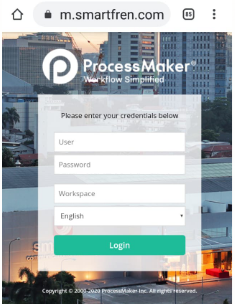 m.smartfren.com
85
ProcessMaker
Workflow Simplified
Please enter your credentials below
User
Password
Workspace
English
Login
Copyright © 2000-2020 ProcessMaker Inc. All rights reserved.